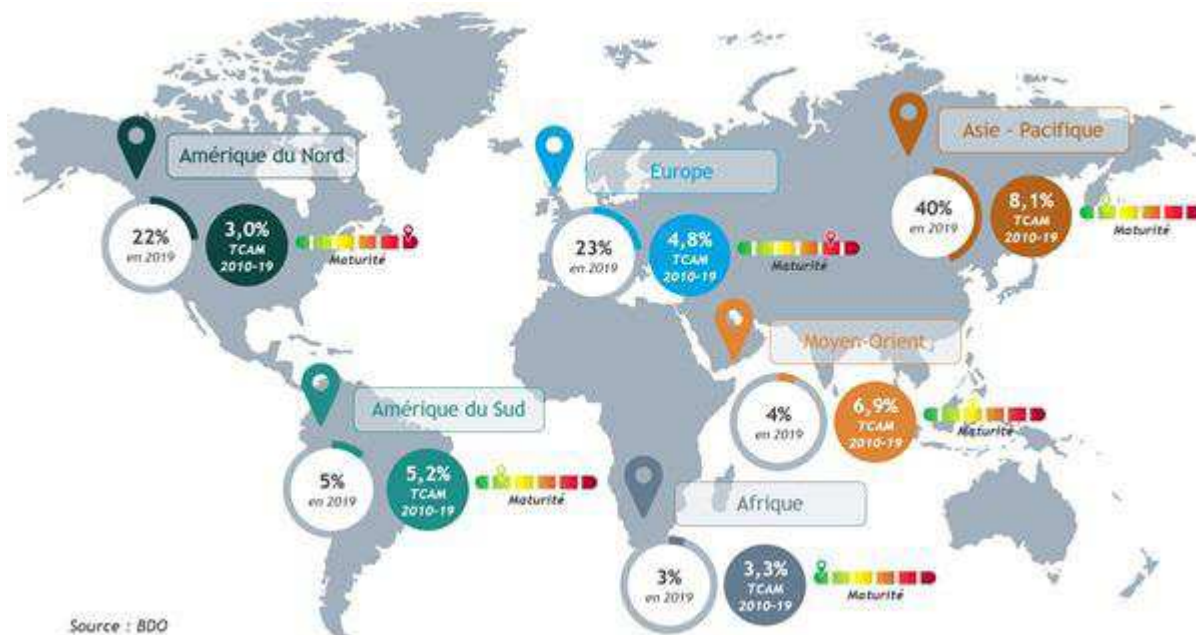 Amérique du Nord
22%
en 2019
3,0%
TCAM
2010-19
Maturité
Europe
23%
en 2019
4,8%
TCAM
2010-19
Maturité
Asie - Pacifique
40%
en 2019
8,1%
TCAM
2010-19
Maturité
Moyen-Orient
4%
en 2019
6,9%
TCAM
2010-19
Maturité
Amérique du Sud
5%
en 2019
5,2%
TCAM
2010-19
Maturité
Afrique
3%
en 2019
3,3%
TCAM
2010-19
Maturité
Source : BDO